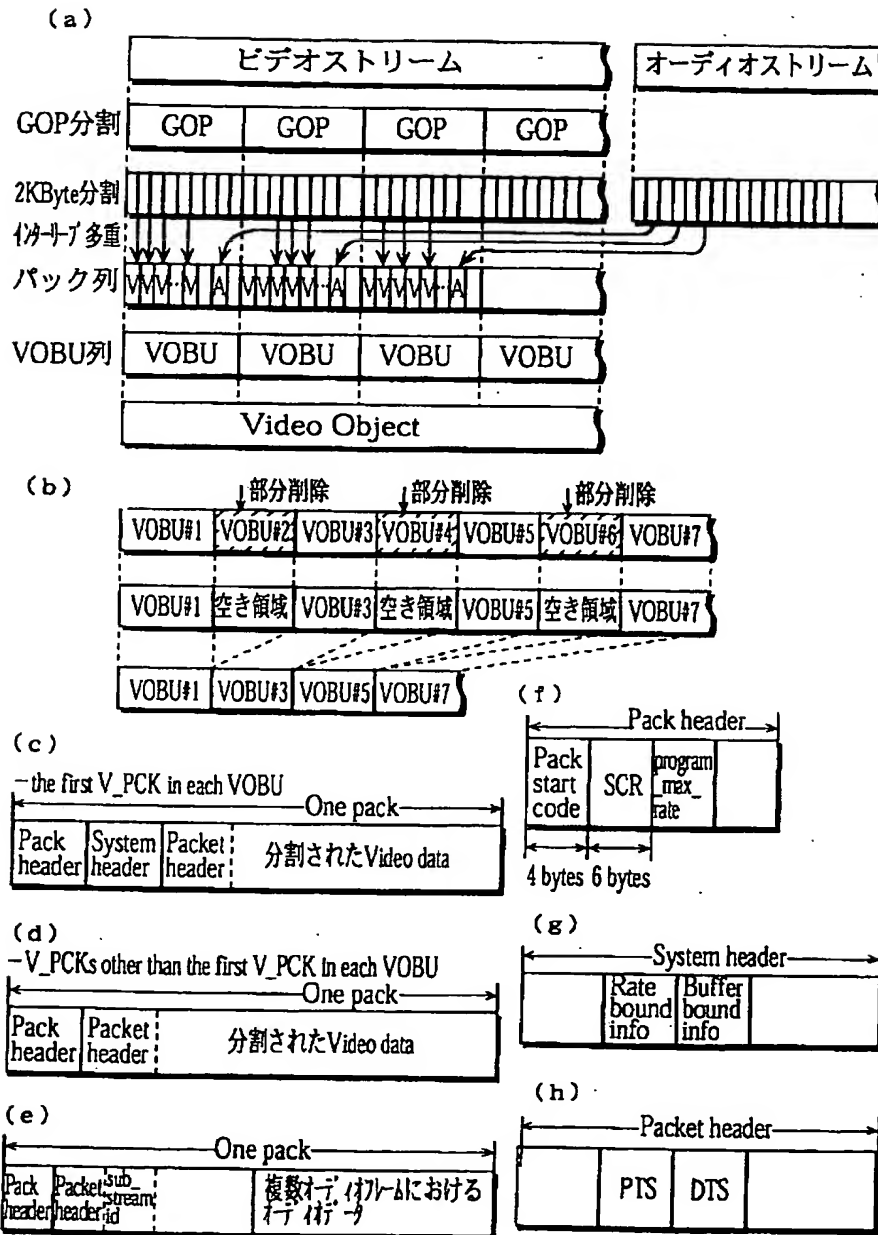 (a)
ビデオストリーム
オーディオストリーム
GOP分割
GOP GOP GOP GOP
2KByte分割
インターリーブ多重
パック列
V V V … V A V V V V V … A V V V V V … A
VOBU列
VOBU VOBU VOBU VOBU
Video Object
(b)
部分削除 部分削除 部分削除
VOBU#1 VOBU#2 VOBU#3 VOBU#4 VOBU#5 VOBU#6 VOBU#7
VOBU#1 空き領域 VOBU#3 空き領域 VOBU#5 空き領域 VOBU#7
VOBU#1 VOBU#3 VOBU#5 VOBU#7
(c)
-the first V_PCK in each VOBU
One pack
Pack header System header Packet header 分割されたVideo data
(d)
-V_PCKs other than the first V_PCK in each VOBU
One pack
Pack header Packet header 分割されたVideo data
(e)
One pack
Pack header Packet header sub_stream_id 複数オーディオフレームにおける
オーディオデータ
(f)
Pack header
Pack start code SCR program_max_rate
4 bytes 6 bytes
(g)
System header
Rate bound info Buffer bound info
(h)
Packet header
PTS DTS